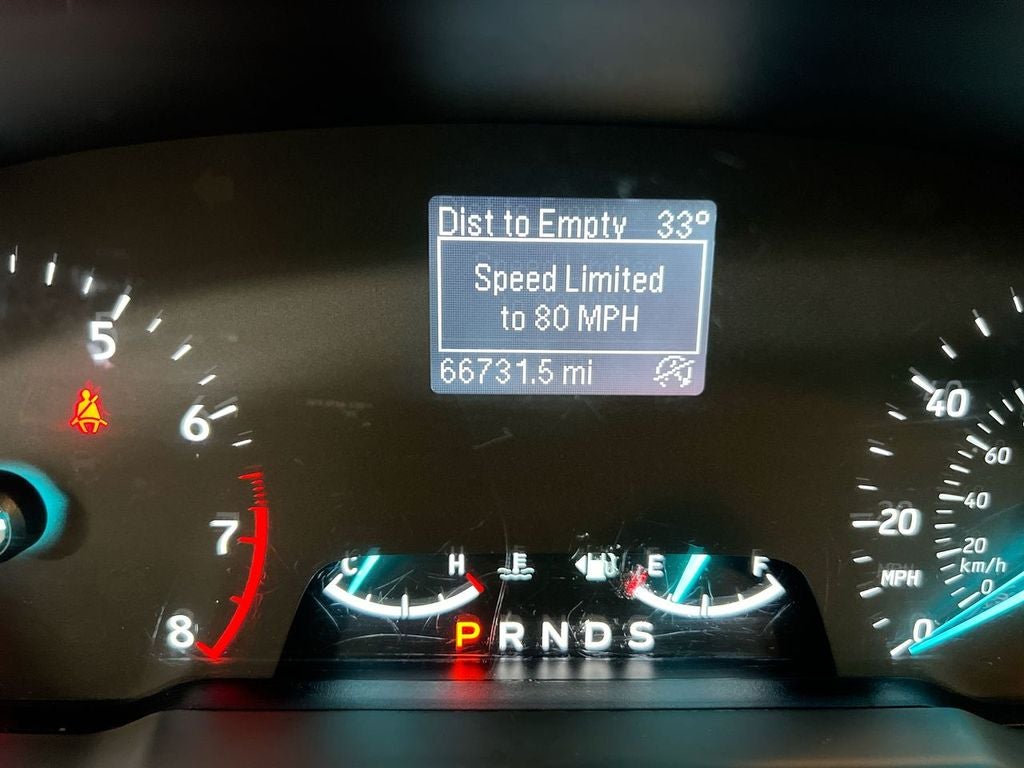 Dist to Empty 33°
Speed Limited
to 80 MPH
66731.5 mi
5
6
7
8
C H E F
P R N D S
40
20
MPH
0
60
40
20
km/h
0